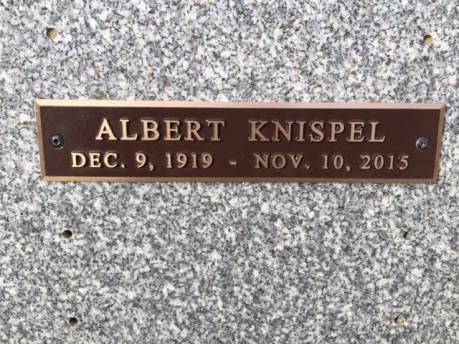 ALBERT KNISPEL
DEC. 9, 1919 - NOV. 10, 2015